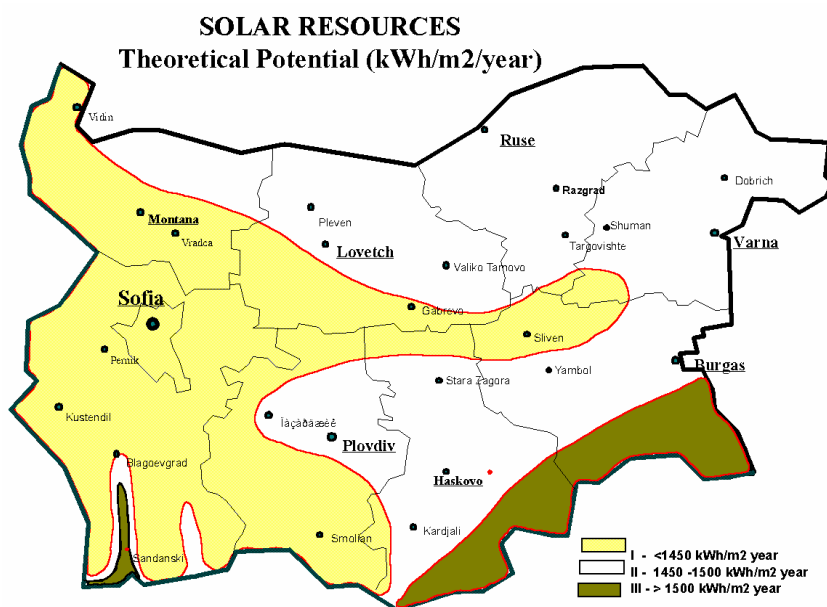 SOLAR RESOURCES
Theoretical Potential (kWh/m2/year)
Vidin
Ruse
Razgrad
Dobrich
Montana
Pleven
Vradca
Lovetch
Shuman
Targovishte
Varna
Valiko Tarnovo
Sofia
Gabrevo
Sliven
Pernik
Burgas
Yambol
Stara Zagora
Kustendil
Ïàçàðäæèê
Plovdiv
Blagoevgrad
Haskovo
Kardjali
Smolian
Sandanski
I - <1450 kWh/m2 year
II - 1450 -1500 kWh/m2 year
III - > 1500 kWh/m2 year